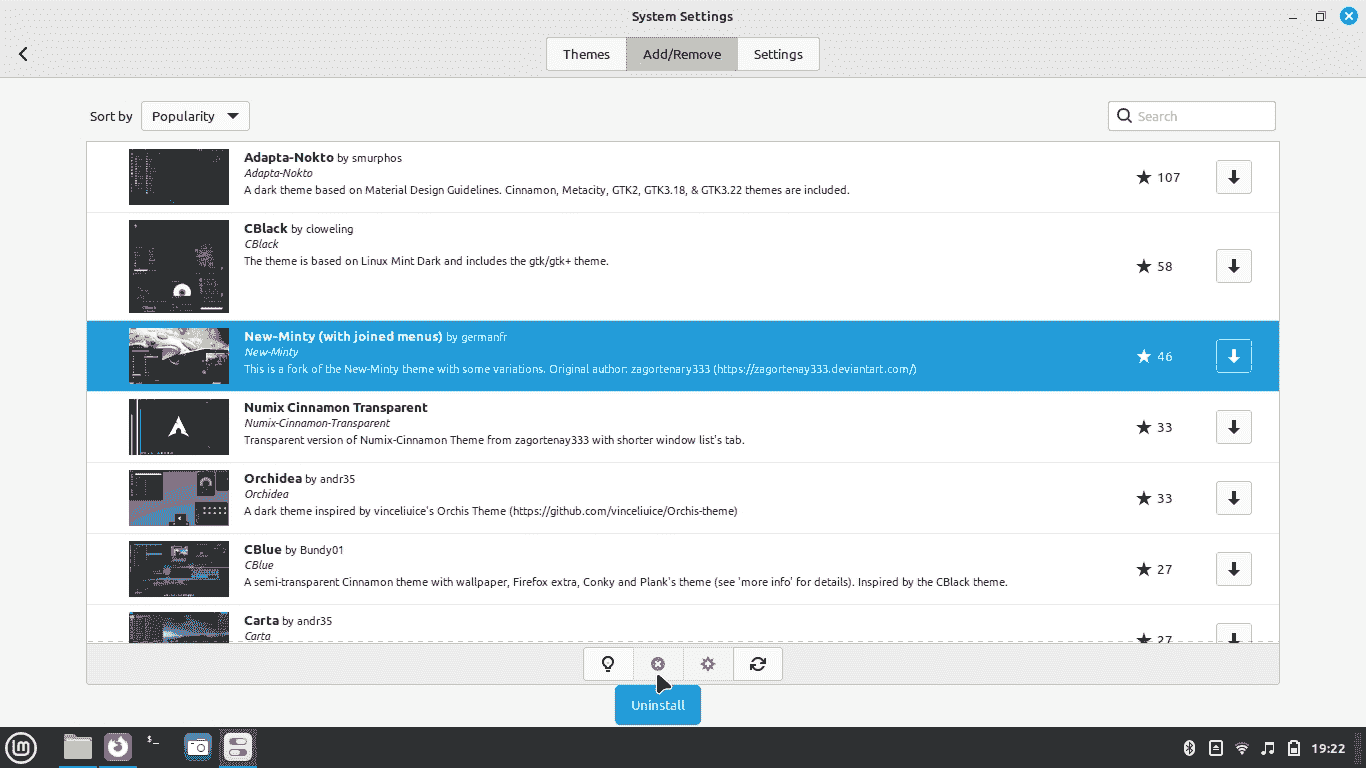 System Settings
Themes
Add/Remove
Settings
Sort by
Popularity
Search
Adapta-Nokto by smurphos
Adapta-Nokto
A dark theme based on Material Design Guidelines. Cinnamon, Metacity, GTK2, GTK3.18, & GTK3.22 themes are included.
107
CBlack by cloweling
CBlack
The theme is based on Linux Mint Dark and includes the gtk/gtk+ theme.
58
New-Minty (with joined menus) by germanfr
New-Minty
This is a fork of the New-Minty theme with some variations. Original author: zagortenary333 (https://zagortenay333.deviantart.com/)
46
Numix Cinnamon Transparent
Numix-Cinnamon-Transparent
Transparent version of Numix-Cinnamon Theme from zagortenay333 with shorter window list's tab.
33
Orchidea by andr35
Orchidea
A dark theme inspired by vinceliuice's Orchis Theme (https://github.com/vinceliuice/Orchis-theme)
33
CBlue by Bundy01
CBlue
A semi-transparent Cinnamon theme with wallpaper, Firefox extra, Conky and Plank's theme (see 'more info' for details). Inspired by the CBlack theme.
27
Carta by andr35
Carta
27
Uninstall
19:22